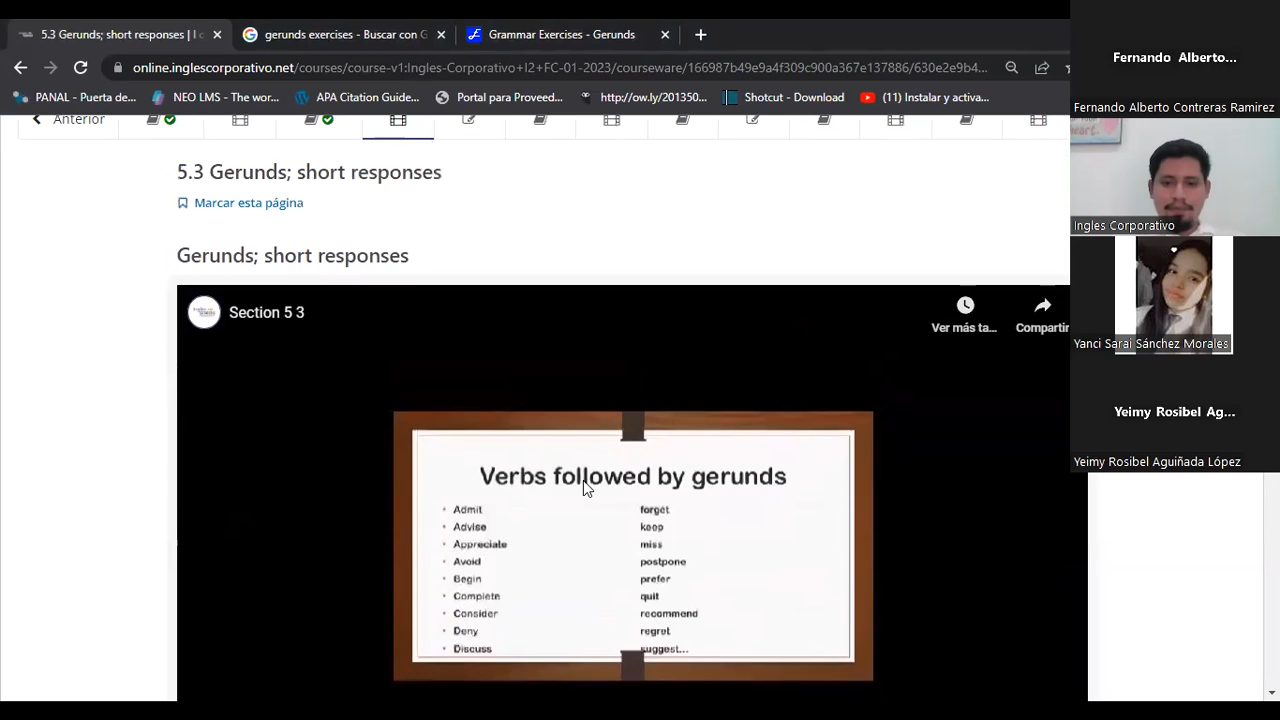 5.3 Gerunds; short responses | I c
gerunds exercises - Buscar con G
Grammar Exercises - Gerunds
online.inglescorporativo.net/courses/course-v1:Ingles-Corporativo+I2+FC-01-2023/courseware/166987b49e9a4f309c900a367e137886/630e2e9b4...
PANAL - Puerta de...
NEO LMS - The wor...
APA Citation Guide...
Portal para Proveed...
http://ow.ly/201350...
Shotcut - Download
(11) Instalar y activa...
Anterior
5.3 Gerunds; short responses
Marcar esta página
Gerunds; short responses
Section 5 3
Ver más ta...
Compartir
Verbs followed by gerunds
• Admit
• Advise
• Appreciate
• Avoid
• Begin
• Complete
• Consider
• Deny
• Discuss
forget
keep
miss
postpone
prefer
quit
recommend
regret
suggest...
Fernando Alberto...
Fernando Alberto Contreras Ramirez
heart.
Ingles Corporativo
Yanci Sarai Sánchez Morales
Yeimy Rosibel Ag...
Yeimy Rosibel Aguiñada López